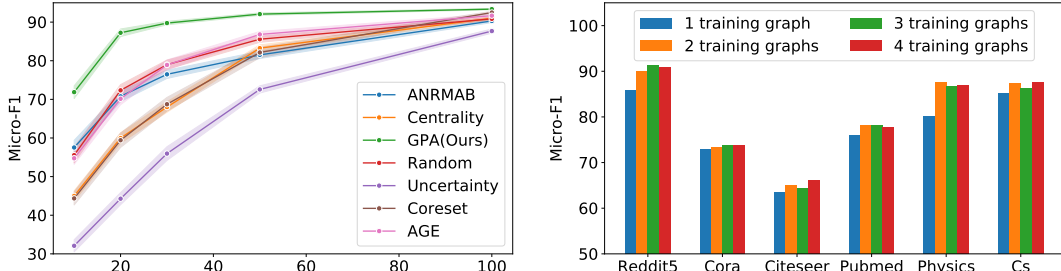 Micro-F1
90
80
70
60
50
40
30
20
40
60
80
100
ANRMAB
Centrality
GPA(Ours)
Random
Uncertainty
Coreset
AGE
Micro-F1
100
90
80
70
60
50
1 training graph
2 training graphs
3 training graphs
4 training graphs
Reddit5
Cora
Citeseer
Pubmed
Physics
Cs